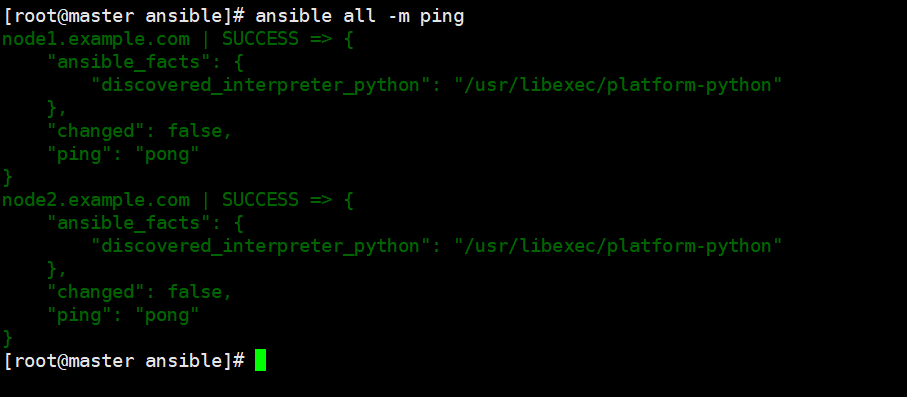 [root@master ansible]# ansible all -m ping
node1.example.com | SUCCESS => {
    "ansible_facts": {
        "discovered_interpreter_python": "/usr/libexec/platform-python"
    },
    "changed": false,
    "ping": "pong"
}
node2.example.com | SUCCESS => {
    "ansible_facts": {
        "discovered_interpreter_python": "/usr/libexec/platform-python"
    },
    "changed": false,
    "ping": "pong"
}
[root@master ansible]#